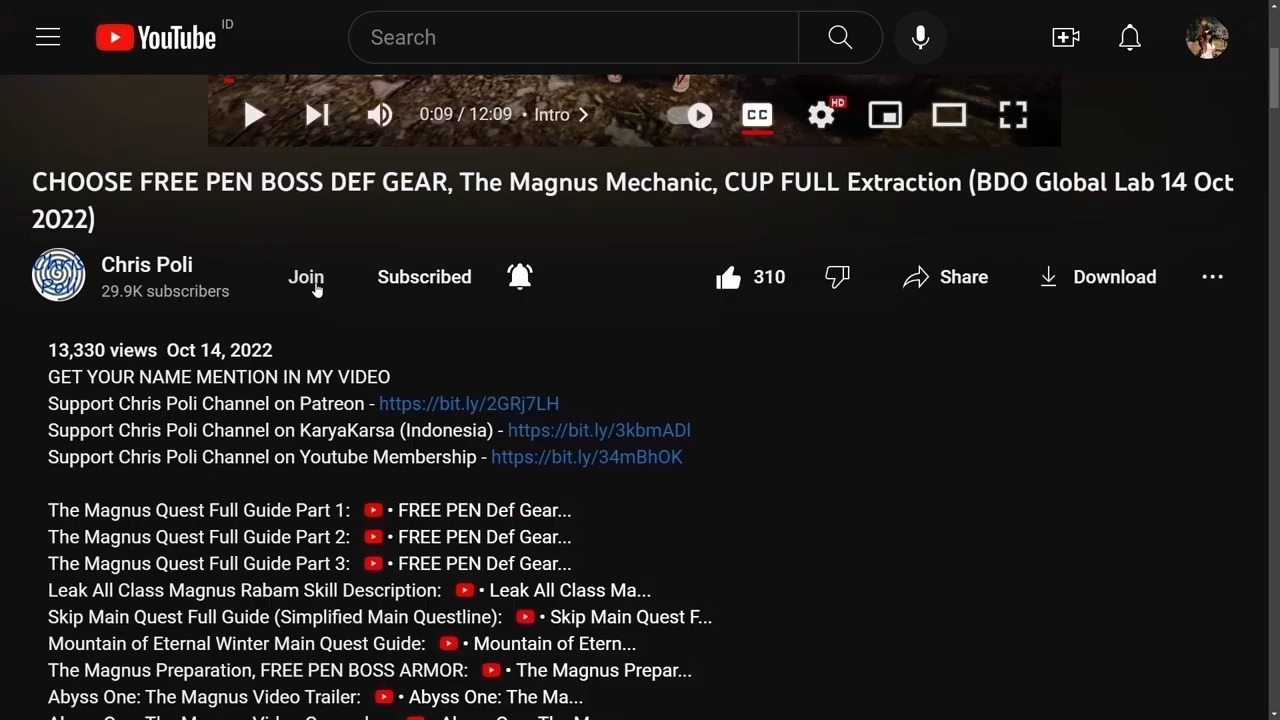 YouTube ID
Search
0:09 / 12:09 • Intro
CC
HD
CHOOSE FREE PEN BOSS DEF GEAR, The Magnus Mechanic, CUP FULL Extraction (BDO Global Lab 14 Oct
2022)
Chris Poli
29.9K subscribers
Join
Subscribed
310
Share
Download
13,330 views Oct 14, 2022
GET YOUR NAME MENTION IN MY VIDEO
Support Chris Poli Channel on Patreon - https://bit.ly/2GRj7LH
Support Chris Poli Channel on KaryaKarsa (Indonesia) - https://bit.ly/3kbmADl
Support Chris Poli Channel on Youtube Membership - https://bit.ly/34mBhOK
The Magnus Quest Full Guide Part 1: • FREE PEN Def Gear...
The Magnus Quest Full Guide Part 2: • FREE PEN Def Gear...
The Magnus Quest Full Guide Part 3: • FREE PEN Def Gear...
Leak All Class Magnus Rabam Skill Description: • Leak All Class Ma...
Skip Main Quest Full Guide (Simplified Main Questline): • Skip Main Quest F...
Mountain of Eternal Winter Main Quest Guide: • Mountain of Etern...
The Magnus Preparation, FREE PEN BOSS ARMOR: • The Magnus Prepar...
Abyss One: The Magnus Video Trailer: • Abyss One: The Ma...